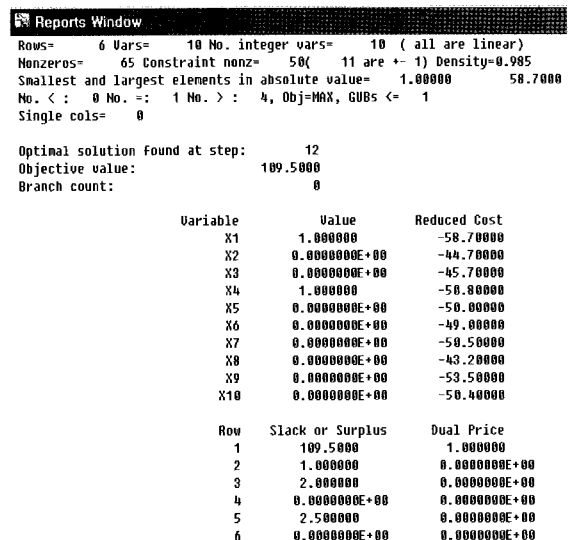 Reports Window
Rows= 6 Vars= 10 No. integer vars= 10 ( all are linear)
Nonzeros= 65 Constraint nonz= 50( 11 are +- 1) Density=0.985
Smallest and largest elements in absolute value= 1.00000 58.7000
No. < : 0 No. =: 1 No. > : 4, Obj=MAX, GUBs <= 1
Single cols= 0
Optimal solution found at step: 12
Objective value: 109.5000
Branch count: 0
Variable Value Reduced Cost
X1 1.000000 -58.70000
X2 0.0000000E+00 -44.70000
X3 0.0000000E+00 -45.70000
X4 1.000000 -50.80000
X5 0.0000000E+00 -50.00000
X6 0.0000000E+00 -49.00000
X7 0.0000000E+00 -50.50000
X8 0.0000000E+00 -43.20000
X9 0.0000000E+00 -53.50000
X10 0.0000000E+00 -50.40000
Row Slack or Surplus Dual Price
1 109.5000 1.000000
2 1.000000 0.0000000E+00
3 2.000000 0.0000000E+00
4 0.0000000E+00 0.0000000E+00
5 2.500000 0.0000000E+00
6 0.0000000E+00 0.0000000E+00